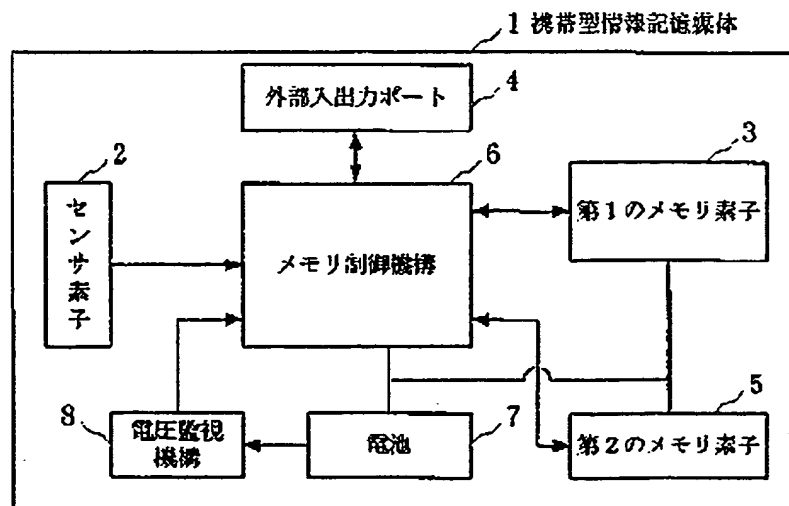 1 携帯型情報記憶媒体
外部入出力ポート
4
2
6
3
センサ素子
メモリ制御機構
第1のメモリ素子
8
電圧監視
機構
電池
7
5
第2のメモリ素子